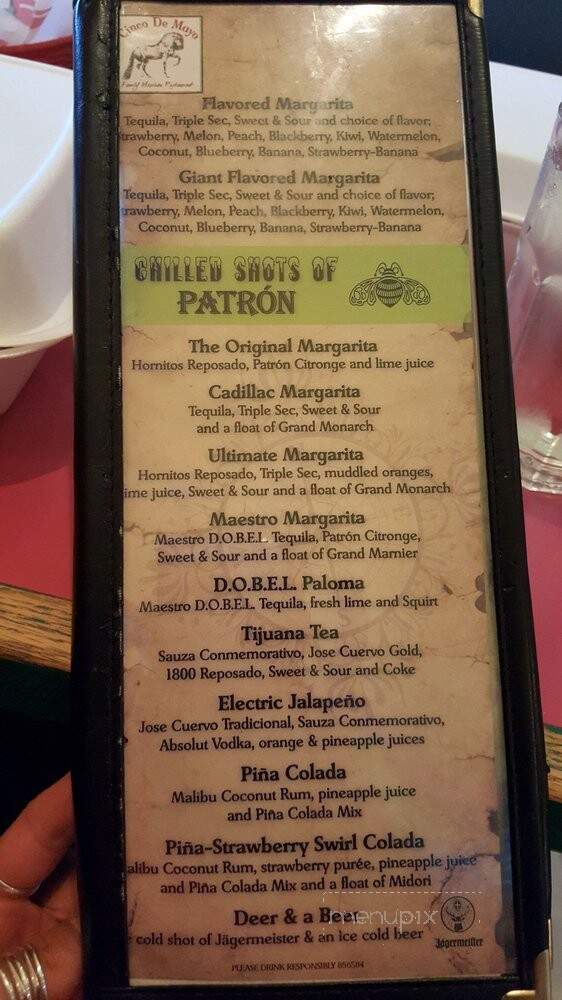 Cinco De Mayo
Family Mexican Restaurant
Flavored Margarita
Tequila, Triple Sec, Sweet & Sour and choice of flavor;
trawberry, Melon, Peach, Blackberry, Kiwi, Watermelon,
Coconut, Blueberry, Banana, Strawberry-Banana
Giant Flavored Margarita
Tequila, Triple Sec, Sweet & Sour and choice of flavor;
rawberry, Melon, Peach, Blackberry, Kiwi, Watermelon,
Coconut, Blueberry, Banana, Strawberry-Banana
CHILLED SHOTS OF
PATRÓN
The Original Margarita
Hornitos Reposado, Patrón Citronge and lime juice
Cadillac Margarita
Tequila, Triple Sec, Sweet & Sour
and a float of Grand Monarch
Ultimate Margarita
Hornitos Reposado, Triple Sec, muddled oranges,
ime juice, Sweet & Sour and a float of Grand Monarch
Maestro Margarita
Maestro D.O.B.E.L. Tequila, Patrón Citronge,
Sweet & Sour and a float of Grand Marnier
D.O.B.E.L. Paloma
Maestro D.O.B.E.L. Tequila, fresh lime and Squirt
Tijuana Tea
Sauza Conmemorativo, Jose Cuervo Gold,
1800 Reposado, Sweet & Sour and Coke
Electric Jalapeño
Jose Cuervo Tradicional, Sauza Conmemorativo,
Absolut Vodka, orange & pineapple juices
Piña Colada
Malibu Coconut Rum, pineapple juice
and Piña Colada Mix
Piña-Strawberry Swirl Colada
alibu Coconut Rum, strawberry purée, pineapple juice
and Piña Colada Mix and a float of Midori
Deer & a Beer
cold shot of Jägermeister & an ice cold beer
menupix
Jägermeister
PLEASE DRINK RESPONSIBLY 856504